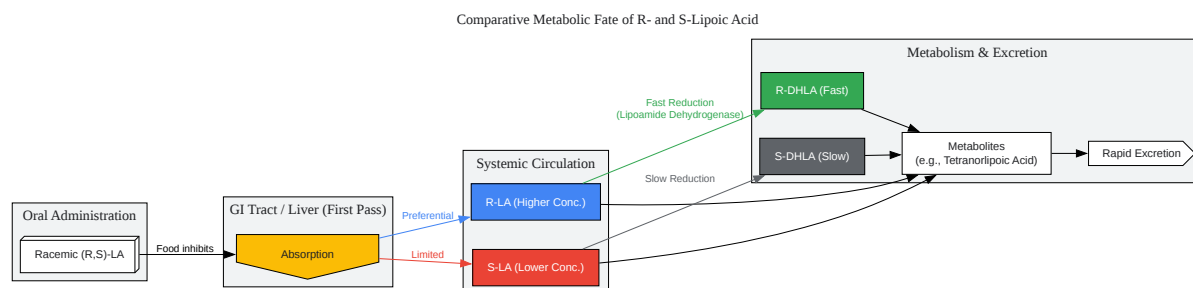 Comparative Metabolic Fate of R- and S-Lipoic Acid
Oral Administration
Racemic (R,S)-LA
Food inhibits
GI Tract / Liver (First Pass)
Absorption
Preferential
Limited
Systemic Circulation
R-LA (Higher Conc.)
S-LA (Lower Conc.)
Fast Reduction
(Lipoamide Dehydrogenase)
Slow Reduction
Metabolism & Excretion
R-DHLA (Fast)
S-DHLA (Slow)
Metabolites
(e.g., Tetranorlipoic Acid)
Rapid Excretion